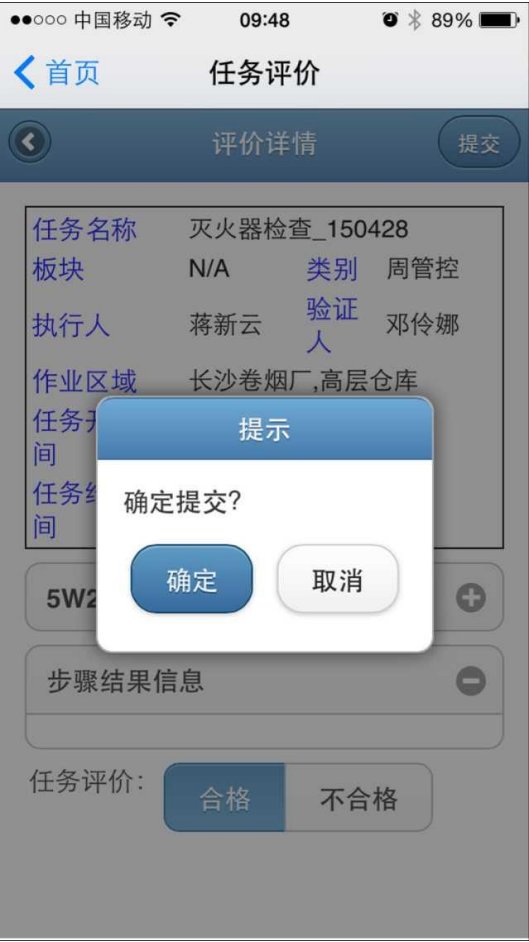 中国移动 09:48 89%
首页 任务评价
评价详情 提交
任务名称 灭火器检查_150428
板块 N/A 类别 周管控
执行人 蒋新云 验证人 邓伶娜
作业区域 长沙卷烟厂,高层仓库
任务开
间
任务结
间
提示
确定提交?
确定 取消
5W2
步骤结果信息
任务评价: 合格 不合格